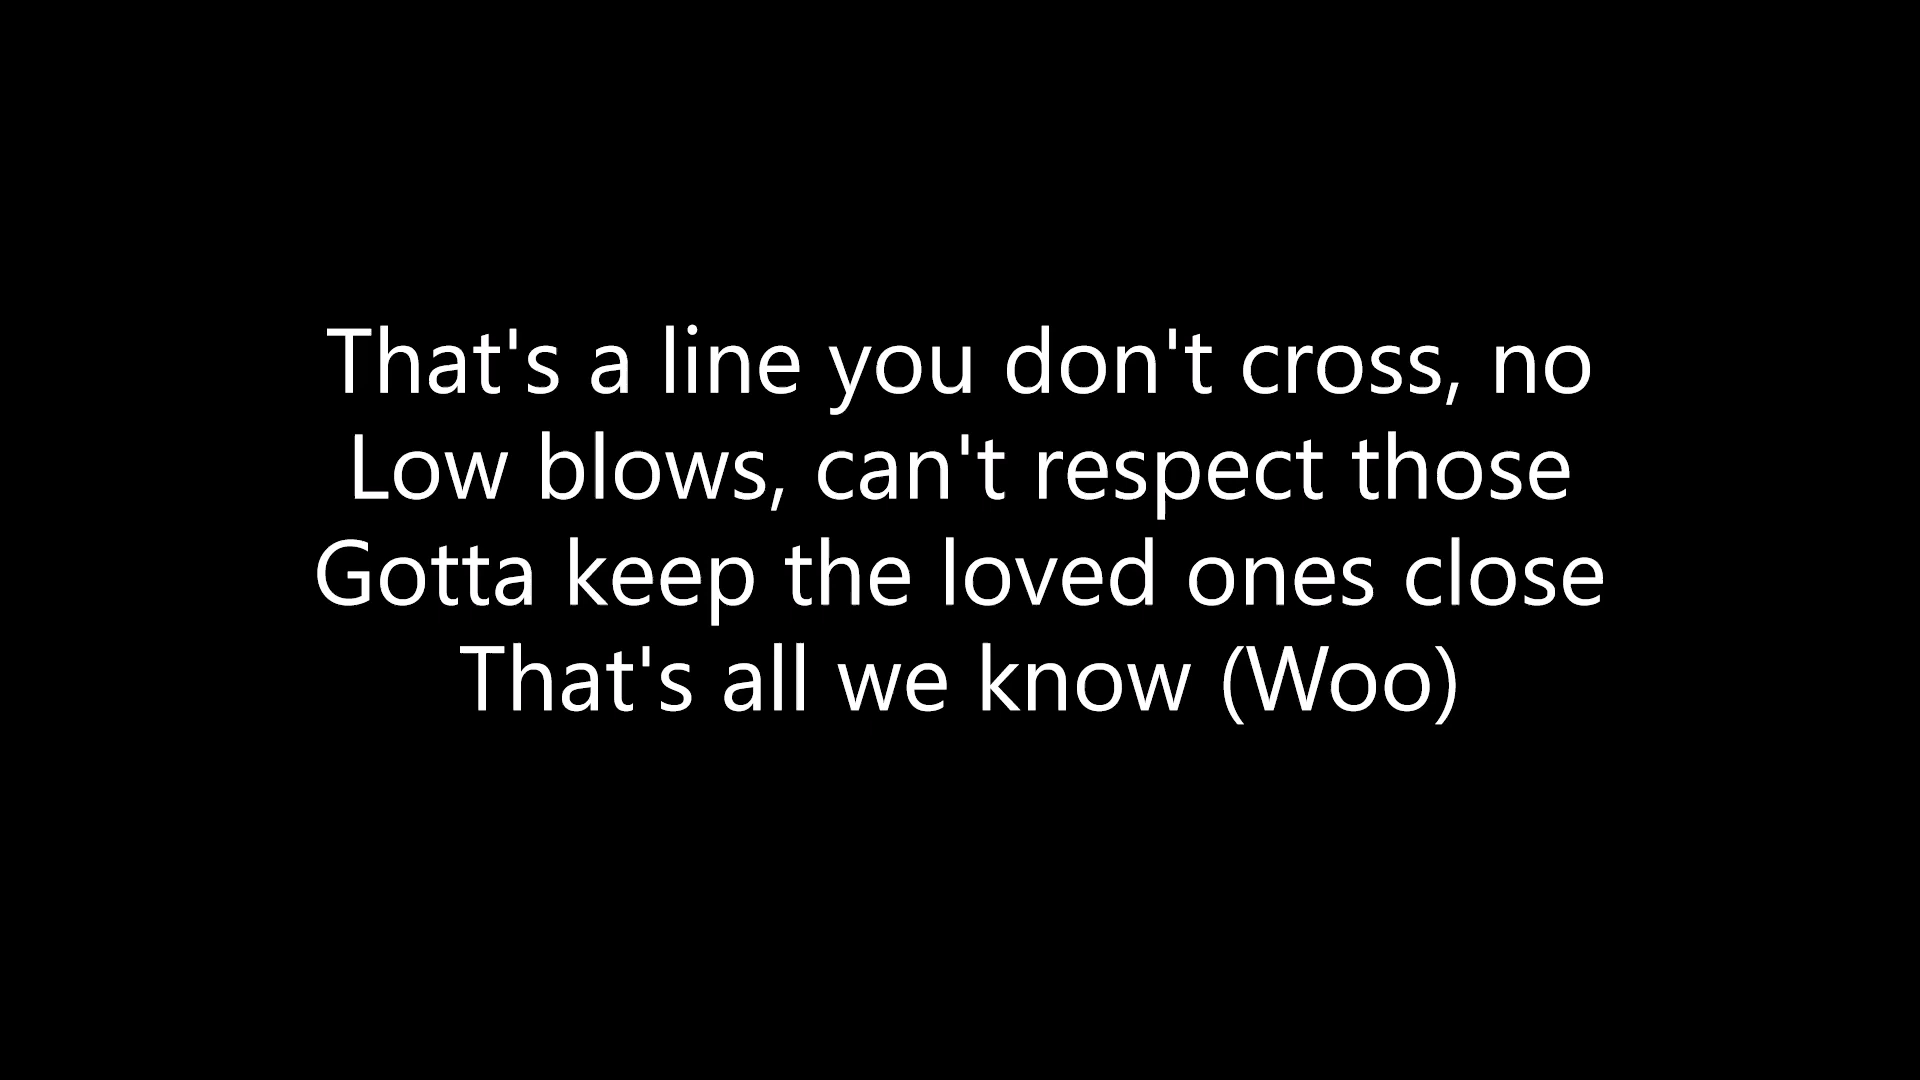 That's a line you don't cross, no
Low blows, can't respect those
Gotta keep the loved ones close
That's all we know (Woo)